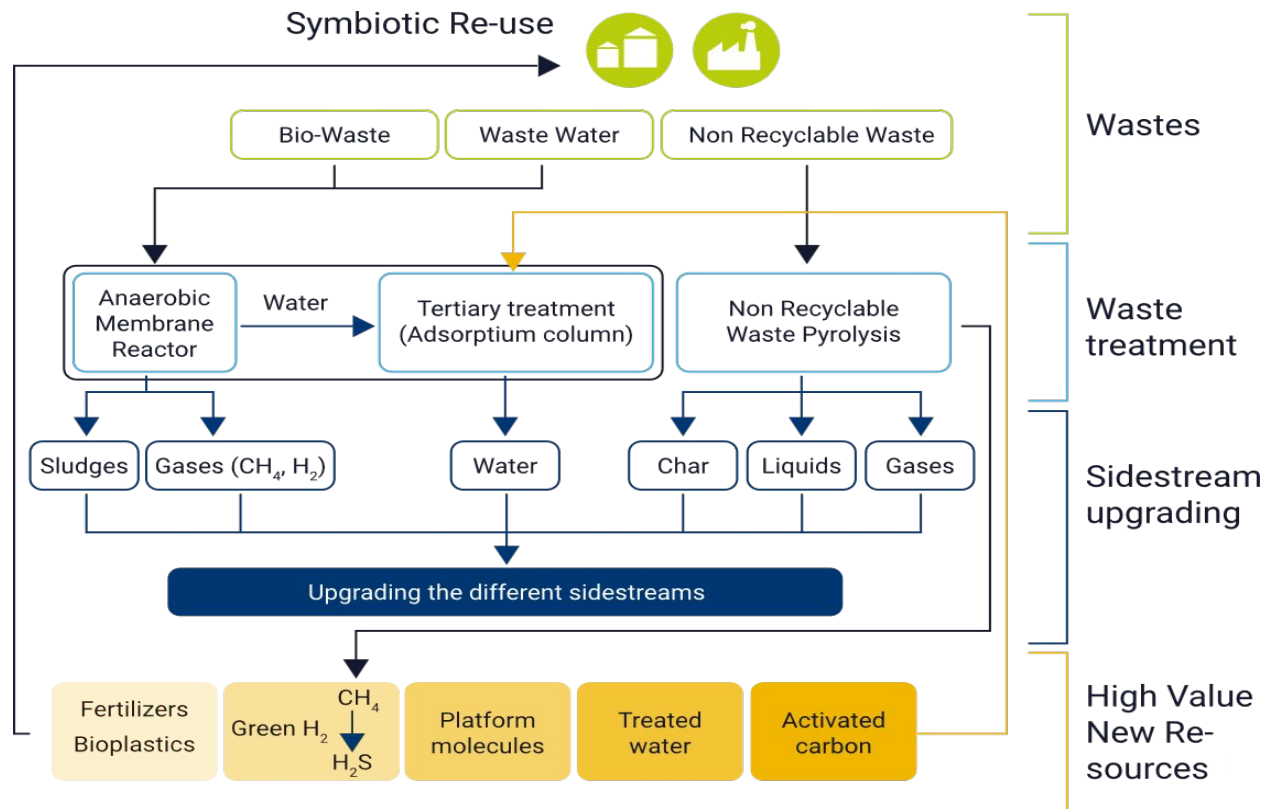 Symbiotic Re-use
Bio-Waste
Waste Water
Non Recyclable Waste
Wastes
Anaerobic
Membrane
Reactor
Water
Tertiary treatment
(Adsorptium column)
Non Recyclable
Waste Pyrolysis
Waste
treatment
Sludges
Gases (CH₄, H₂)
Water
Char
Liquids
Gases
Sidestream
upgrading
Upgrading the different sidestreams
Fertilizers
Bioplastics
Green H₂
CH₄
H₂S
Platform
molecules
Treated
water
Activated
carbon
High Value
New Re-
sources